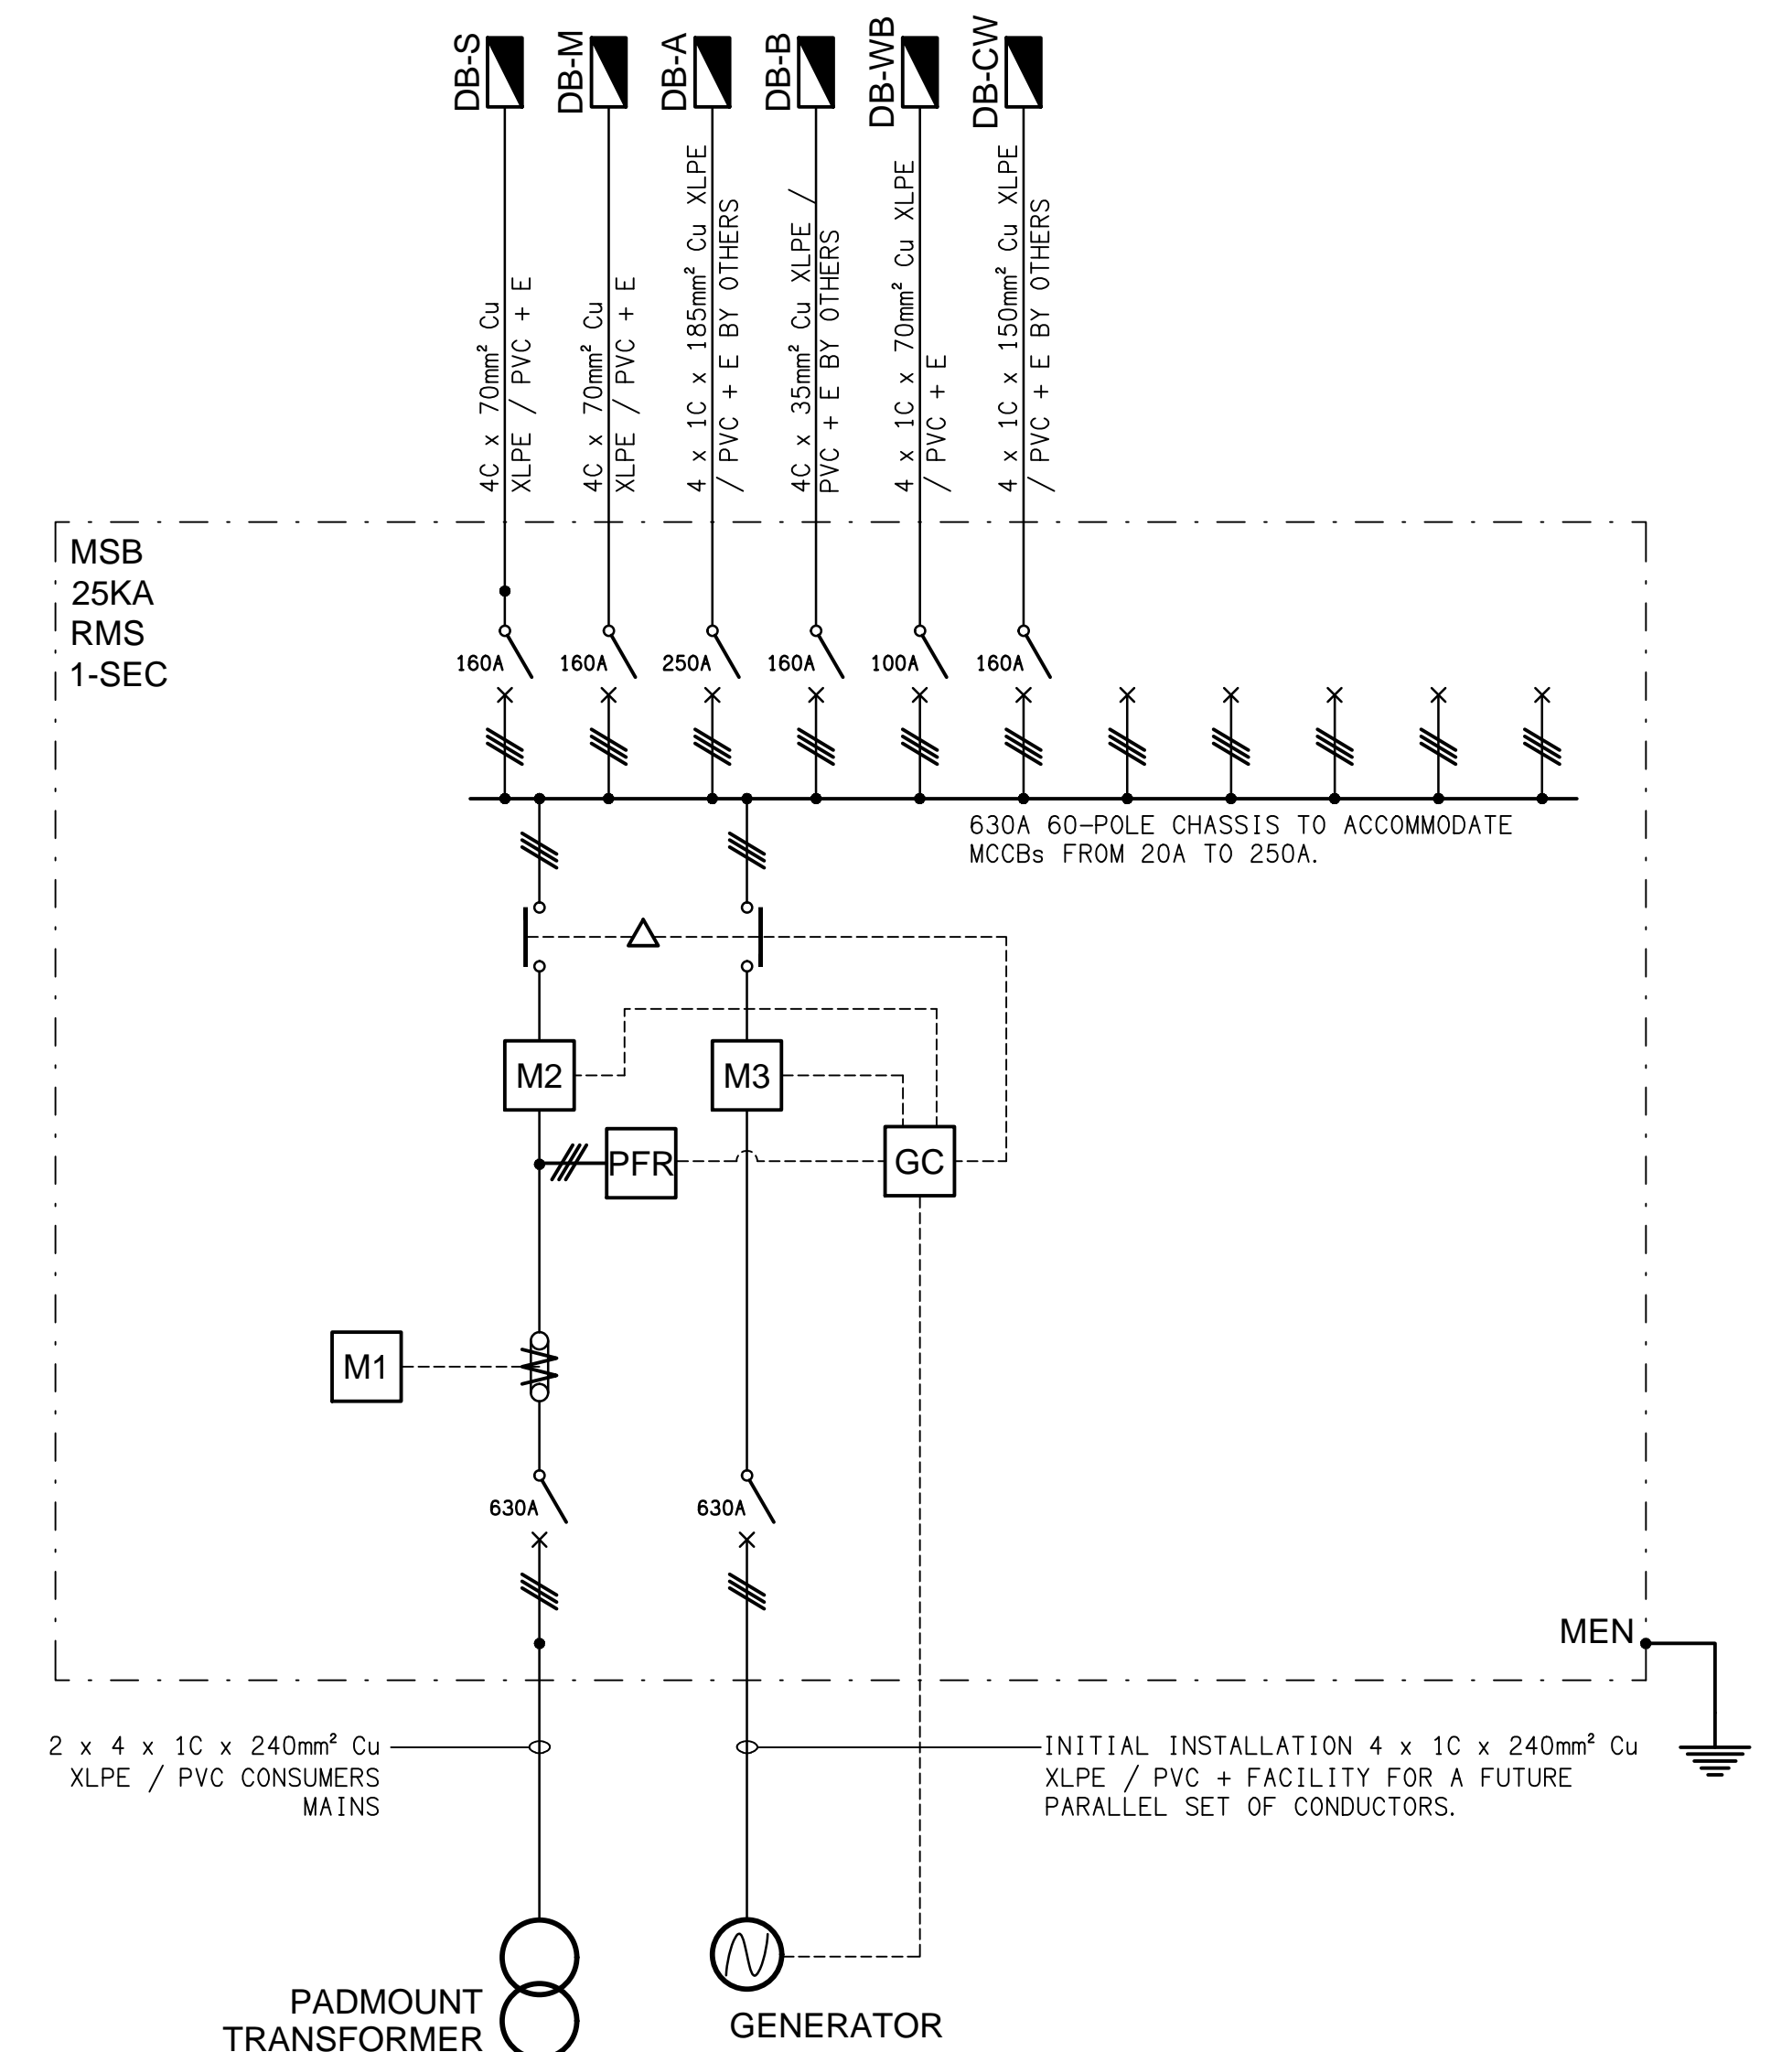 DB-S
DB-M
DB-A
DB-B
DB-WB
DB-CW
4C x 70mm² Cu
XLPE / PVC + E
4C x 70mm² Cu
XLPE / PVC + E
4 x 1C x 185mm² Cu XLPE
/ PVC + E BY OTHERS
4C x 35mm² Cu XLPE /
PVC + E BY OTHERS
4 x 1C x 70mm² Cu XLPE
/ PVC + E
4 x 1C x 150mm² Cu XLPE
/ PVC + E BY OTHERS
MSB
25KA
RMS
1-SEC
160A
160A
250A
160A
100A
160A
630A 60-POLE CHASSIS TO ACCOMMODATE
MCCBs FROM 20A TO 250A.
M2
M3
PFR
GC
M1
630A
630A
MEN
2 x 4 x 1C x 240mm² Cu
XLPE / PVC CONSUMERS
MAINS
INITIAL INSTALLATION 4 x 1C x 240mm² Cu
XLPE / PVC + FACILITY FOR A FUTURE
PARALLEL SET OF CONDUCTORS.
PADMOUNT
TRANSFORMER
GENERATOR